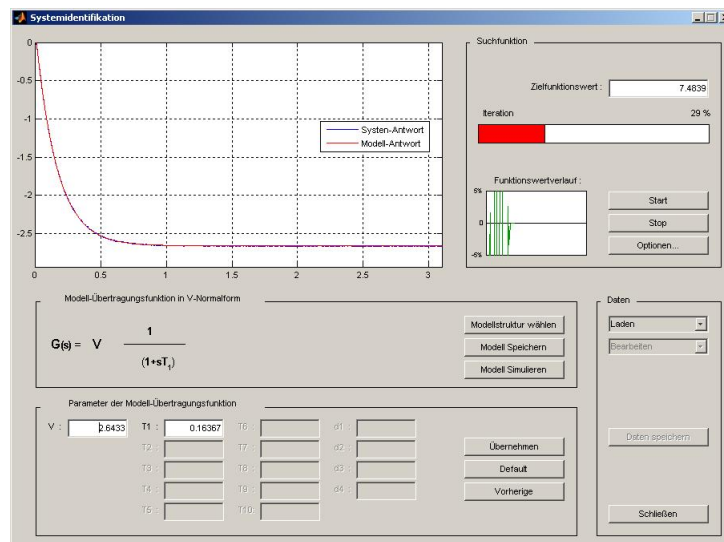 Systemidentifikation
0
-0.5
-1
-1.5
-2
-2.5
0 0.5 1 1.5 2 2.5 3
Systen-Antwort
Modell-Antwort
Suchfunktion
Zielfunktionswert : 7.4839
Iteration 29 %
Funktionswertverlauf :
5%
0
-5%
Start
Stop
Optionen...
Modell-Übertragungsfunktion in V-Normalform
G(s) = V 1
(1+sT1)
Modellstruktur wählen
Modell Speichern
Modell Simulieren
Daten
Laden
Bearbeiten
Daten speichern
Schließen
Parameter der Modell-Übertragungsfunktion
V : 2.6433 T1 : 0.16367 T6 : d1 :
T2 : T7 : d2 :
T3 : T8 : d3 :
T4 : T9 : d4 :
T5 : T10:
Übernehmen
Default
Vorherige